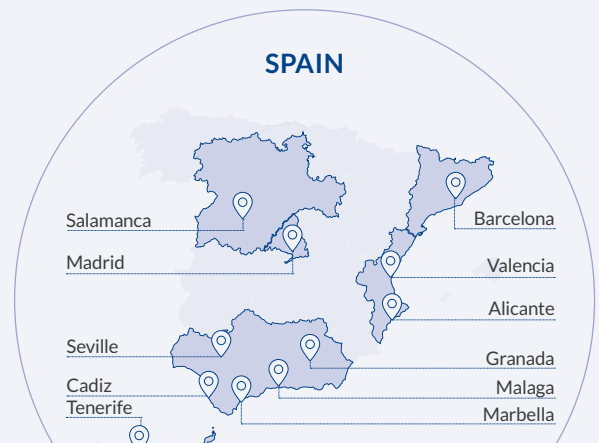 SPAIN
Salamanca
Barcelona
Madrid
Valencia
Alicante
Seville
Granada
Cadiz
Malaga
Tenerife
Marbella